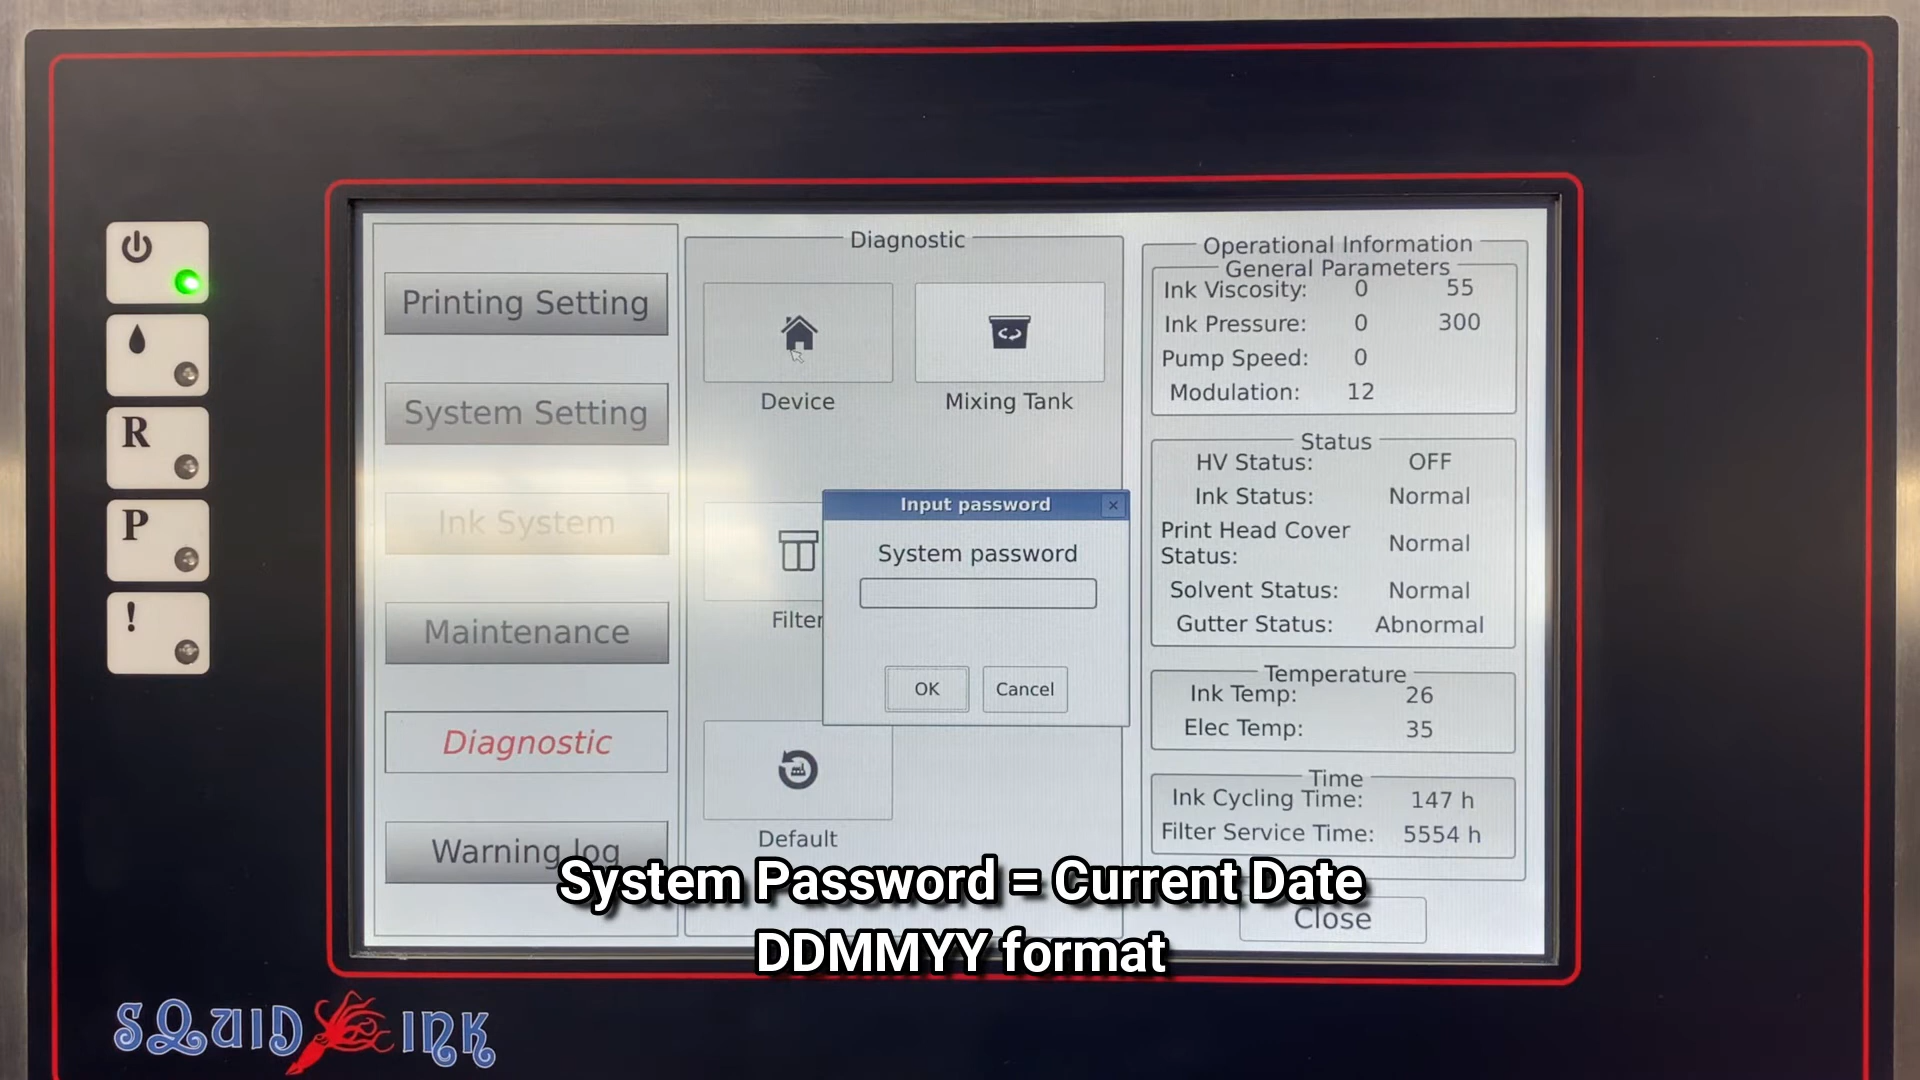 R
P
!
Printing Setting
System Setting
Ink System
Maintenance
Diagnostic
Warning log
Diagnostic
Device
Mixing Tank
Filter
Default
Input password
×
System password
OK
Cancel
Operational Information
General Parameters
Ink Viscosity: 0 55
Ink Pressure: 0 300
Pump Speed: 0
Modulation: 12
Status
HV Status: OFF
Ink Status: Normal
Print Head Cover
Status: Normal
Solvent Status: Normal
Gutter Status: Abnormal
Temperature
Ink Temp: 26
Elec Temp: 35
Time
Ink Cycling Time: 147 h
Filter Service Time: 5554 h
Close
System Password = Current Date
DDMMYY format
SQUID INK